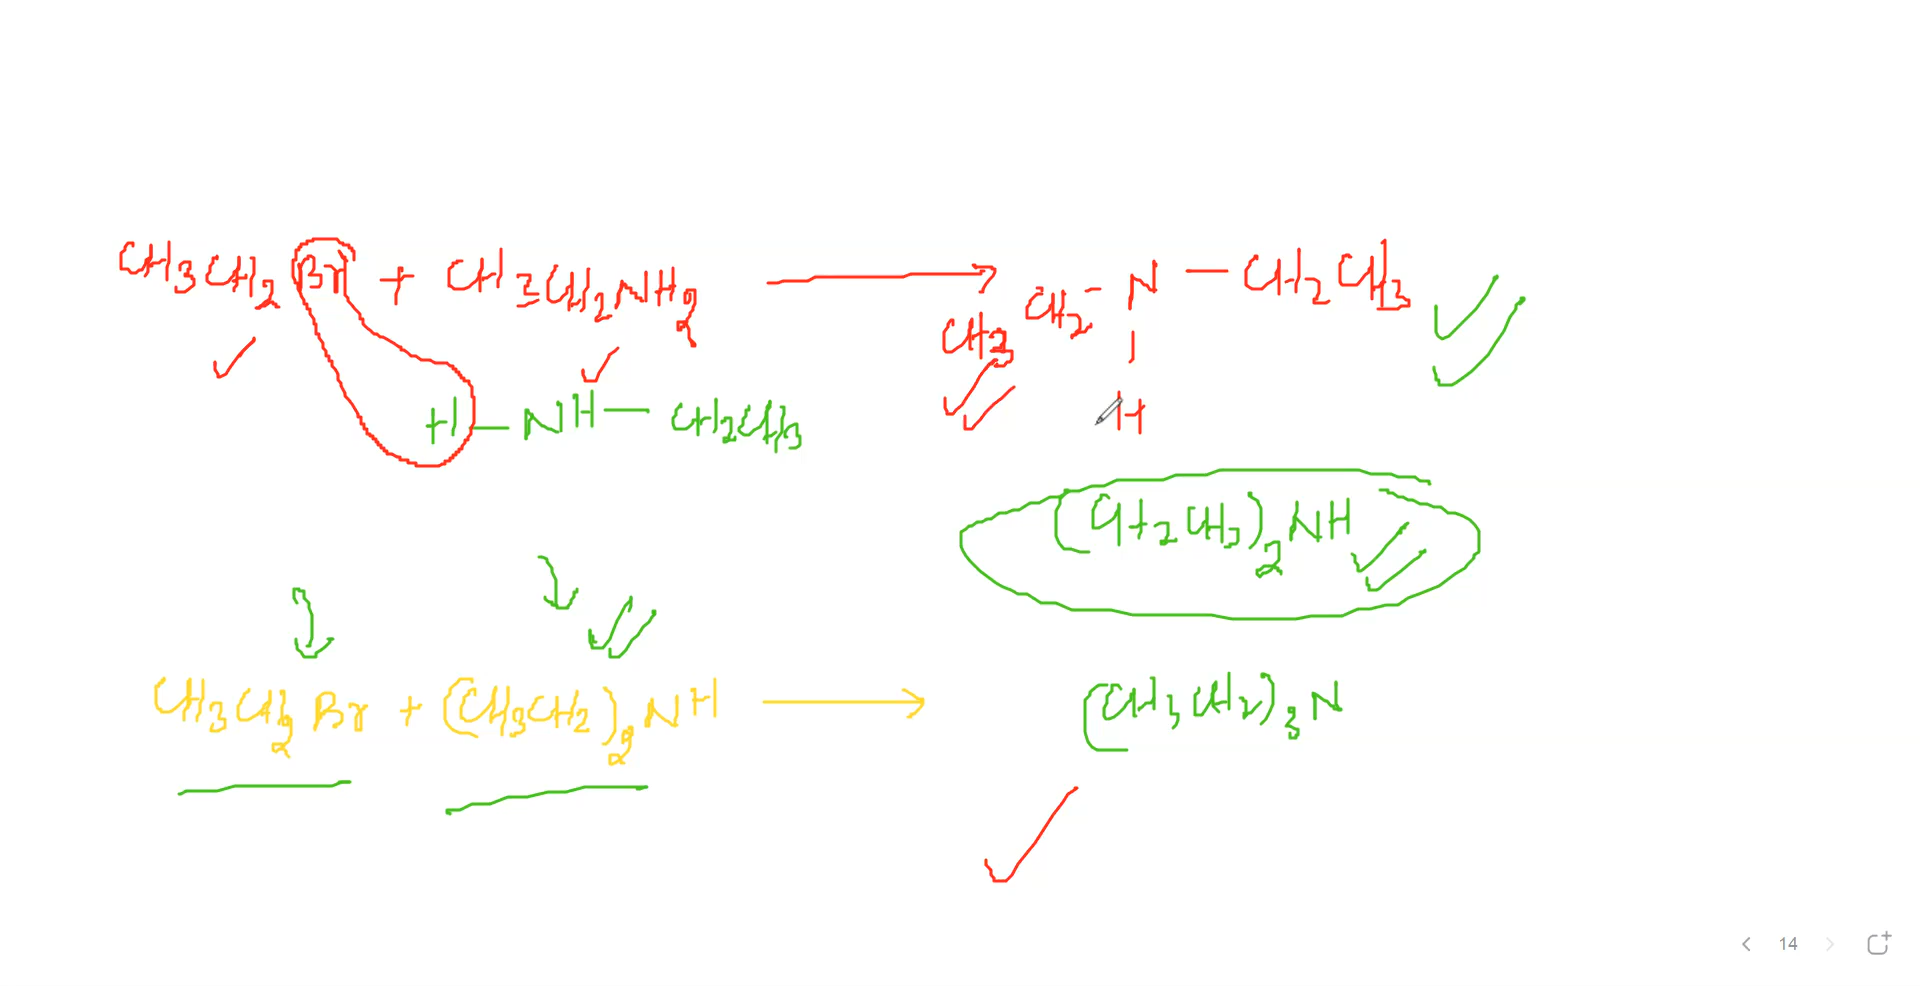 CH3CH2Br + CH3CH2NH2 ⟶ CH2-N—CH2CH3
CH3
H—NH—CH2CH3
H
(CH2CH3)2NH
CH3CH2Br + (CH3CH2)2NH ⟶ (CH3CH2)3N
14